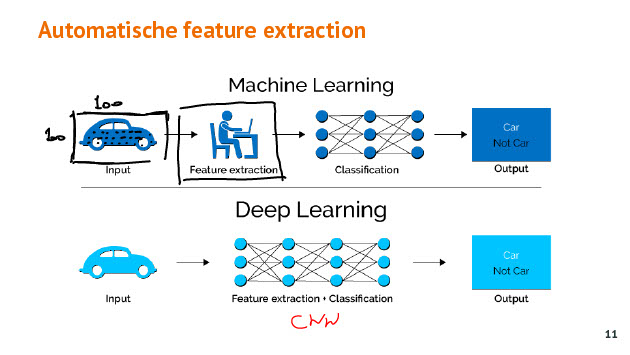 Automatische feature extraction
Machine Learning
100
100
Input
Feature extraction
Classification
Car
Not Car
Output
Deep Learning
Input
Feature extraction + Classification
Car
Not Car
Output
CNN
11